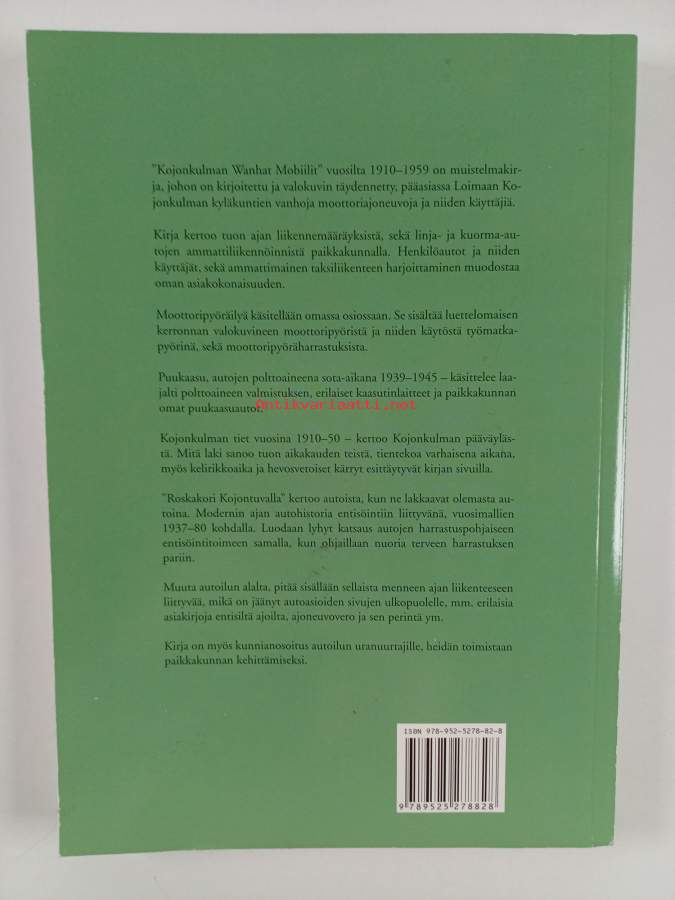 "Kojonkulman Wanhat Mobiilit" vuosilta 1910–1959 on muistelmakir-
ja, johon on kirjoitettu ja valokuvin täydennetty, pääasiassa Loimaan Ko-
jonkulman kyläkuntien vanhoja moottoriajoneuvoja ja niiden käyttäjiä.
Kirja kertoo tuon ajan liikennemääräyksistä, sekä linja- ja kuorma-au-
tojen ammattiliikennöinnistä paikkakunnalla. Henkilöautot ja niiden
käyttäjät, sekä ammattimainen taksiliikenteen harjoittaminen muodostaa
oman asiakokonaisuuden.
Moottoripyöräilyä käsitellään omassa osiossaan. Se sisältää luettelomaisen
kerronnan valokuvineen moottoripyöristä ja niiden käytöstä työmatka-
pyörinä, sekä moottoripyöräharrastuksista.
Puukaasu, autojen polttoaineena sota-aikana 1939–1945 – käsittelee laa-
jalti polttoaineen valmistuksen, erilaiset kaasutinlaitteet ja paikkakunnan
omat puukaasuautot.
Antikvariaatti.net
Kojonkulman tiet vuosina 1910–50 – kertoo Kojonkulman pääväyläs-
tä. Mitä laki sanoo tuon aikakauden teistä, tientekoa varhaisena aikana,
myös kelirikkoaika ja hevosvetoiset kärryt esittäytyvät kirjan sivuilla.
"Roskakori Kojontuvalla" kertoo autoista, kun ne lakkaavat olemasta au-
toina. Modernin ajan autohistoria entisöintiin liittyvänä, vuosimallien
1937–80 kohdalla. Luodaan lyhyt katsaus autojen harrastuspohjaiseen
entisöintitoimeen samalla, kun ohjaillaan nuoria terveen harrastuksen
pariin.
Muuta autoilun alalta, pitää sisällään sellaista menneen ajan liikenteeseen
liittyvää, mikä on jäänyt autoasioiden sivujen ulkopuolelle, mm. erilaisia
asiakirjoja entisiltä ajoilta, ajoneuvovero ja sen perintä ym.
Kirja on myös kunnianosoitus autoilun uranuurtajille, heidän toimistaan
paikkakunnan kehittämiseksi.
ISBN 978-952-5278-82-8
9 789525 278828